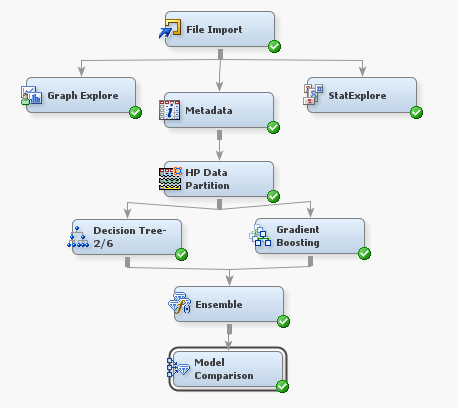 File Import
Graph Explore
Metadata
StatExplore
HP Data
Partition
Decision Tree-
2/6
Gradient
Boosting
Ensemble
Model
Comparison